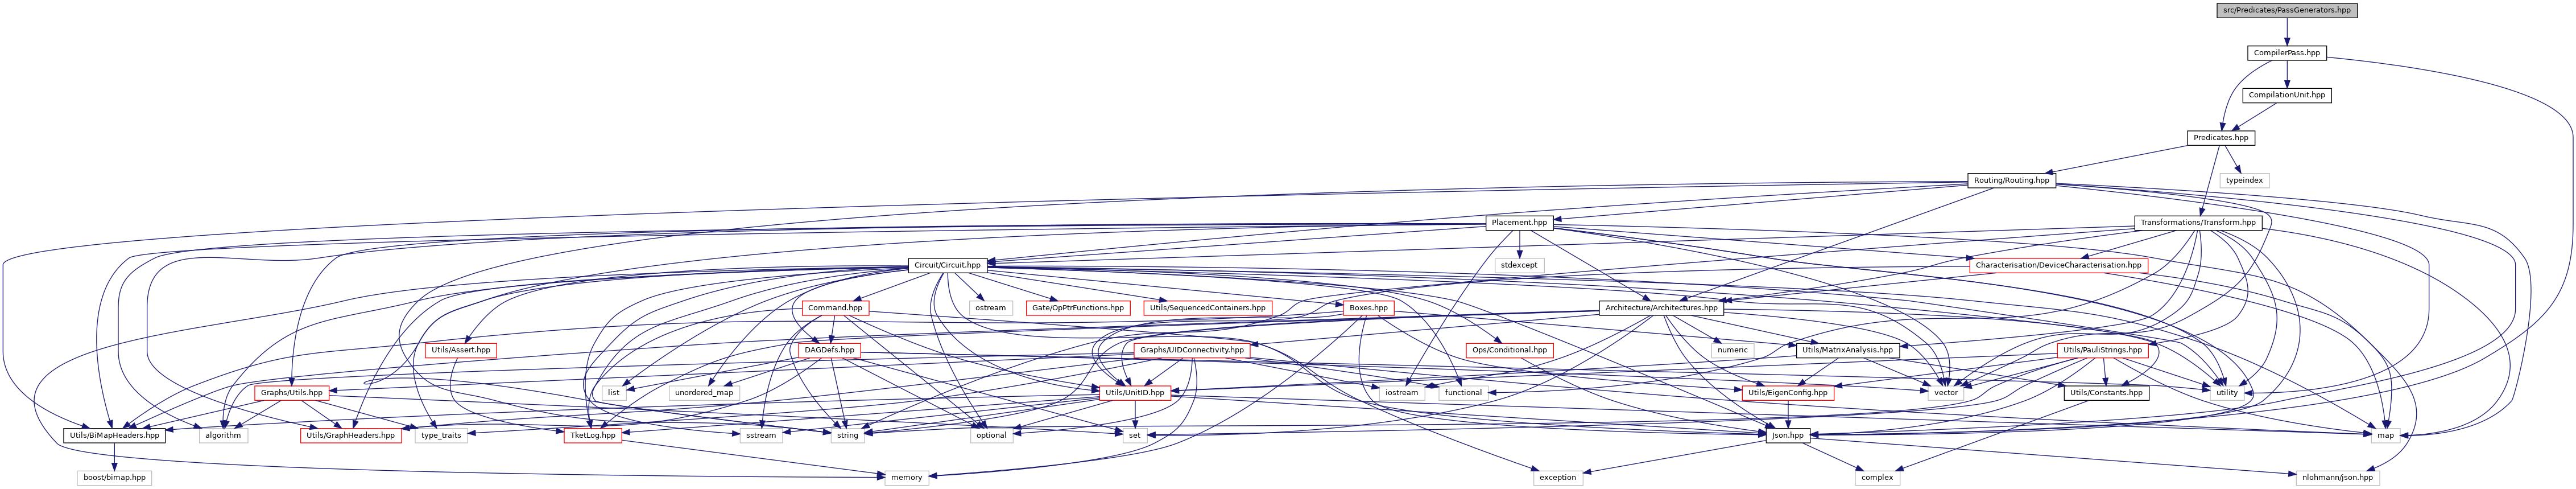 src/Predicates/PassGenerators.hpp
CompilerPass.hpp
CompilationUnit.hpp
Predicates.hpp
Routing/Routing.hpp
typeindex
Placement.hpp
Transformations/Transform.hpp
Circuit/Circuit.hpp
stdexcept
Characterisation/DeviceCharacterisation.hpp
Command.hpp
ostream
Gate/OpPtrFunctions.hpp
Utils/SequencedContainers.hpp
Boxes.hpp
Architecture/Architectures.hpp
Utils/Assert.hpp
DAGDefs.hpp
Graphs/UIDConnectivity.hpp
Ops/Conditional.hpp
numeric
Utils/MatrixAnalysis.hpp
Utils/PauliStrings.hpp
Graphs/Utils.hpp
list
unordered_map
Utils/UnitID.hpp
iostream
functional
Utils/EigenConfig.hpp
vector
Utils/Constants.hpp
utility
Utils/BiMapHeaders.hpp
algorithm
Utils/GraphHeaders.hpp
type_traits
TketLog.hpp
sstream
string
optional
set
Json.hpp
map
boost/bimap.hpp
memory
exception
complex
nlohmann/json.hpp